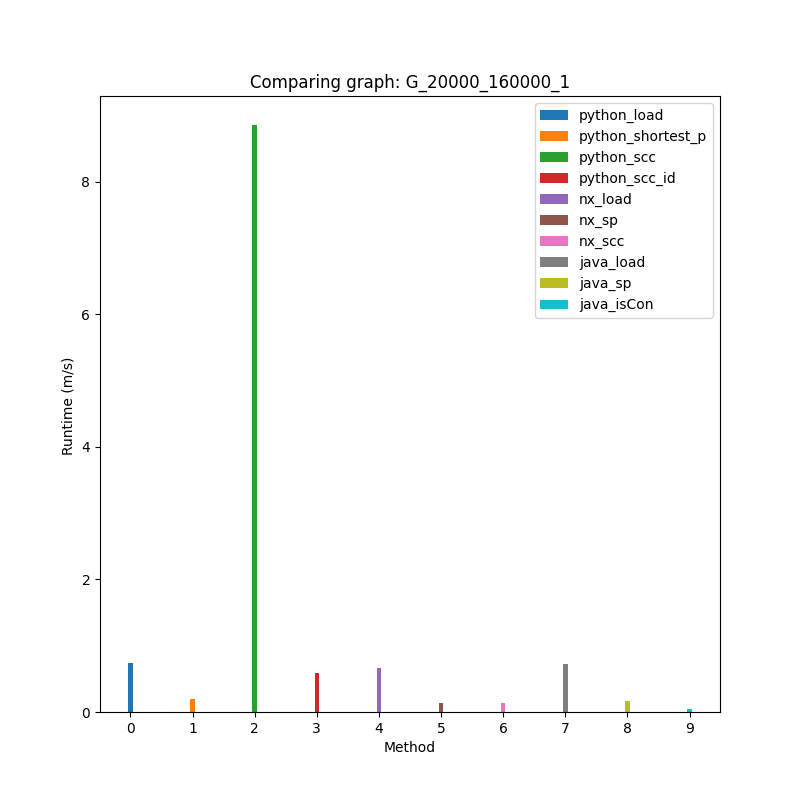 Comparing graph: G_20000_160000_1
python_load
python_shortest_p
python_scc
python_scc_id
nx_load
nx_sp
nx_scc
java_load
java_sp
java_isCon
8
6
4
2
0
Runtime (m/s)
0 1 2 3 4 5 6 7 8 9
Method